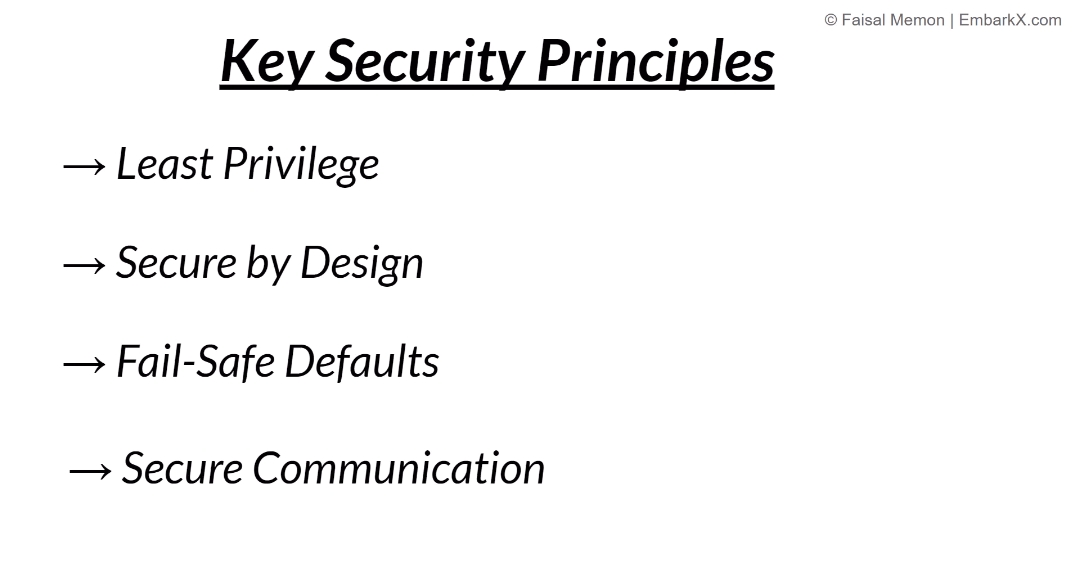 © Faisal Memon | EmbarkX.com
Key Security Principles
→ Least Privilege
→ Secure by Design
→ Fail-Safe Defaults
→ Secure Communication